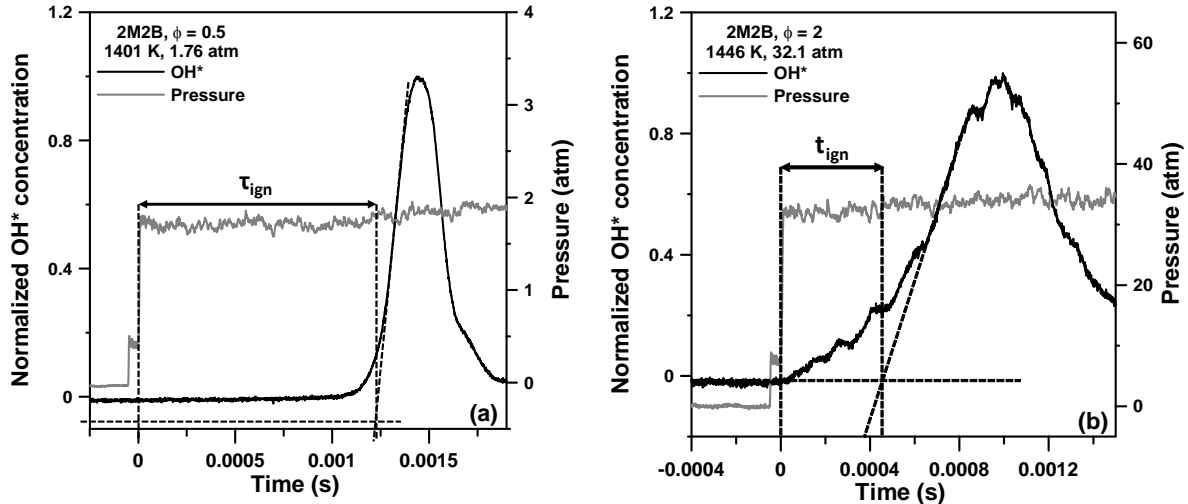 1.2
0.8
0.4
0
Normalized OH* concentration
2M2B, ϕ = 0.5
1401 K, 1.76 atm
OH*
Pressure
τign
4
3
2
1
0
Pressure (atm)
(a)
0 0.0005 0.001 0.0015
Time (s)
1.2
0.8
0.4
0
Normalized OH* concentration
2M2B, ϕ = 2
1446 K, 32.1 atm
OH*
Pressure
tign
60
40
20
0
Pressure (atm)
(b)
-0.0004 0 0.0004 0.0008 0.0012
Time (s)